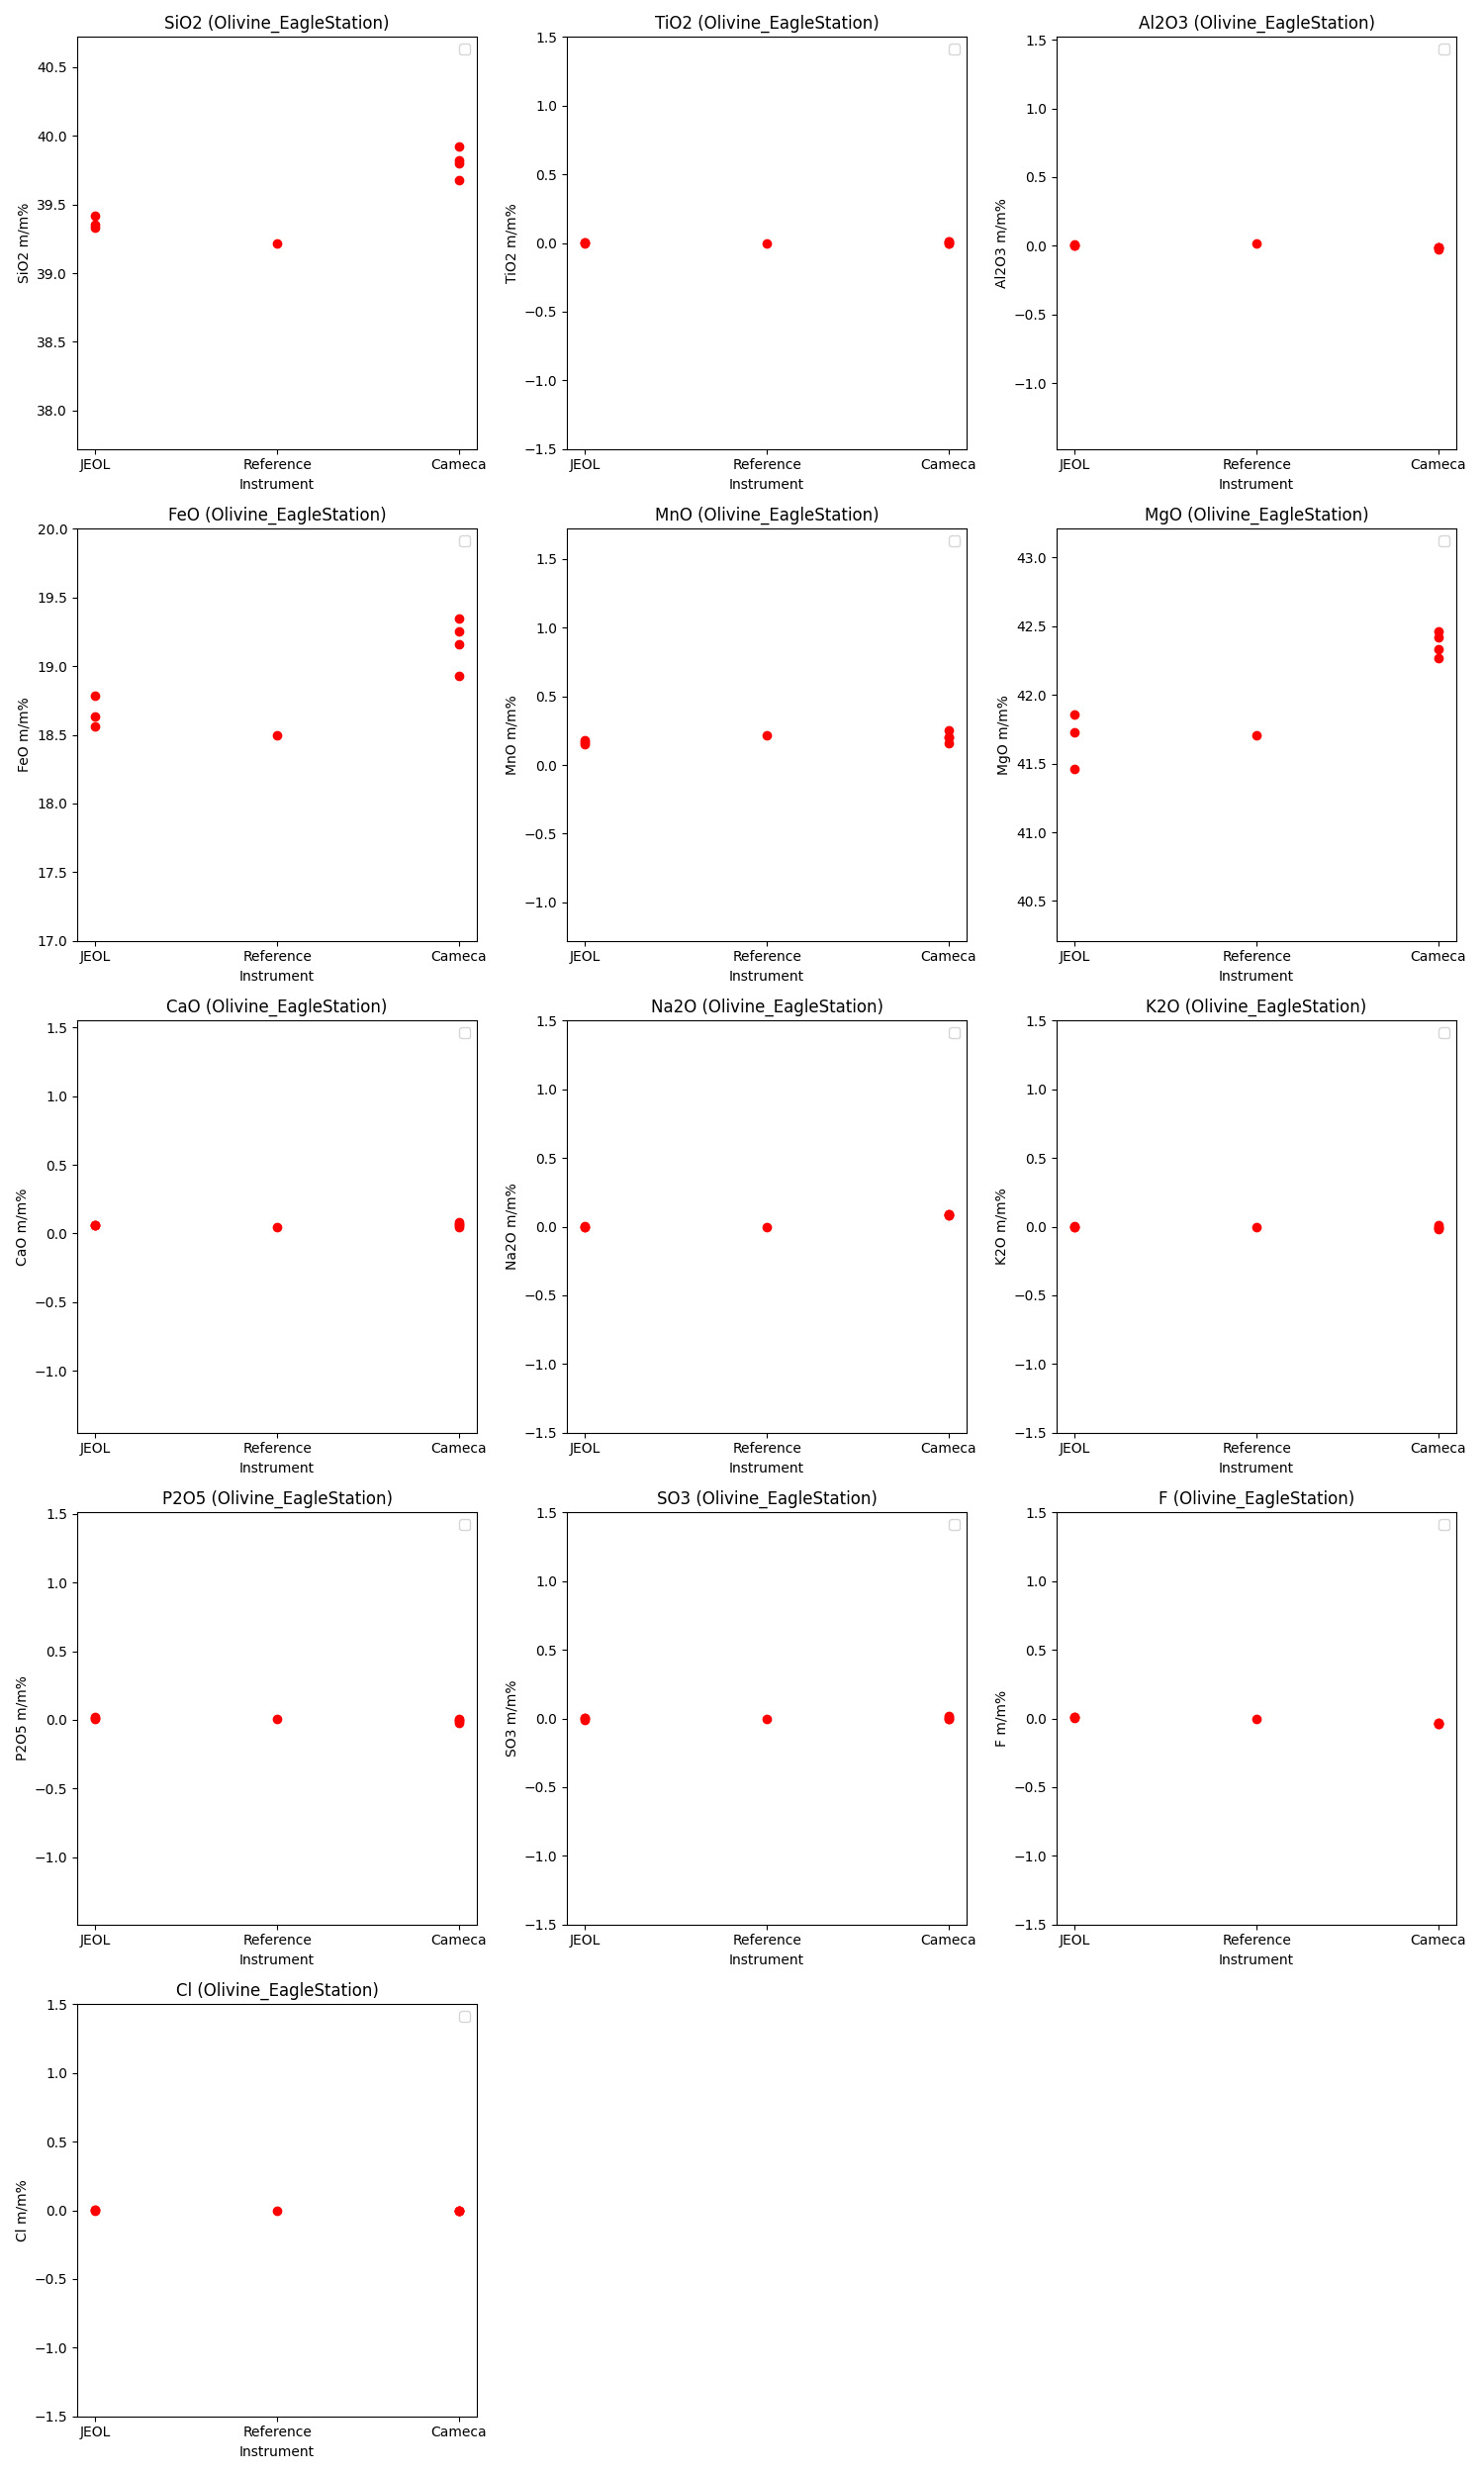 SiO2 (Olivine_EagleStation)
TiO2 (Olivine_EagleStation)
Al2O3 (Olivine_EagleStation)
40.5
40.0
39.5
39.0
38.5
38.0
SiO2 m/m%
JEOL
Reference
Cameca
Instrument
1.5
1.0
0.5
0.0
−0.5
−1.0
−1.5
TiO2 m/m%
JEOL
Reference
Cameca
Instrument
1.5
1.0
0.5
0.0
−0.5
−1.0
Al2O3 m/m%
JEOL
Reference
Cameca
Instrument
FeO (Olivine_EagleStation)
MnO (Olivine_EagleStation)
MgO (Olivine_EagleStation)
20.0
19.5
19.0
18.5
18.0
17.5
17.0
FeO m/m%
JEOL
Reference
Cameca
Instrument
1.5
1.0
0.5
0.0
−0.5
−1.0
MnO m/m%
JEOL
Reference
Cameca
Instrument
43.0
42.5
42.0
41.5
41.0
40.5
MgO m/m%
JEOL
Reference
Cameca
Instrument
CaO (Olivine_EagleStation)
Na2O (Olivine_EagleStation)
K2O (Olivine_EagleStation)
1.5
1.0
0.5
0.0
−0.5
−1.0
CaO m/m%
JEOL
Reference
Cameca
Instrument
1.5
1.0
0.5
0.0
−0.5
−1.0
−1.5
Na2O m/m%
JEOL
Reference
Cameca
Instrument
1.5
1.0
0.5
0.0
−0.5
−1.0
−1.5
K2O m/m%
JEOL
Reference
Cameca
Instrument
P2O5 (Olivine_EagleStation)
SO3 (Olivine_EagleStation)
F (Olivine_EagleStation)
1.5
1.0
0.5
0.0
−0.5
−1.0
P2O5 m/m%
JEOL
Reference
Cameca
Instrument
1.5
1.0
0.5
0.0
−0.5
−1.0
−1.5
SO3 m/m%
JEOL
Reference
Cameca
Instrument
1.5
1.0
0.5
0.0
−0.5
−1.0
−1.5
F m/m%
JEOL
Reference
Cameca
Instrument
Cl (Olivine_EagleStation)
1.5
1.0
0.5
0.0
−0.5
−1.0
−1.5
Cl m/m%
JEOL
Reference
Cameca
Instrument